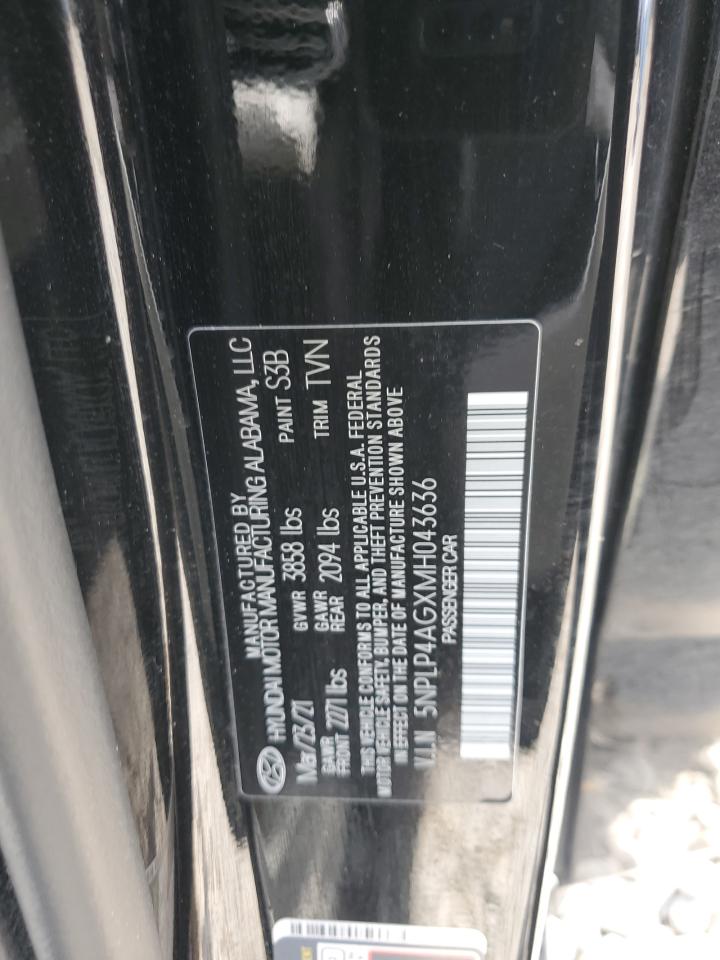 MANUFACTURED BY
HYUNDAI MOTOR MANUFACTURING ALABAMA, LLC
Mar/23/21 GVWR 3858 lbs PAINT S3B
GAWR FRONT 2271 lbs GAWR REAR 2094 lbs TRIM TVN
THIS VEHICLE CONFORMS TO ALL APPLICABLE U.S.A. FEDERAL
MOTOR VEHICLE SAFETY, BUMPER, AND THEFT PREVENTION STANDARDS
IN EFFECT ON THE DATE OF MANUFACTURE SHOWN ABOVE
V.I.N 5NPLP4AGXMH043636
PASSENGER CAR